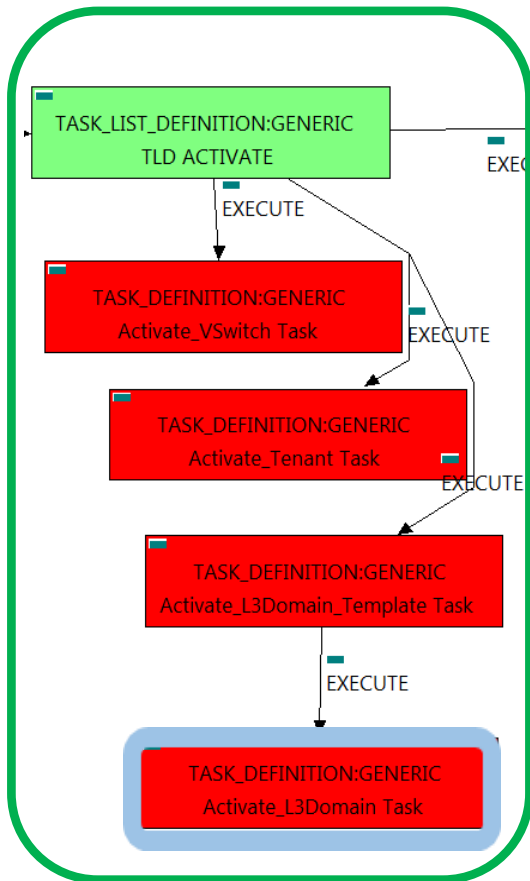 TASK_LIST_DEFINITION:GENERIC
TLD ACTIVATE
EXECUTE
TASK_DEFINITION:GENERIC
Activate_VSwitch Task
EXECUTE
TASK_DEFINITION:GENERIC
Activate_Tenant Task
EXECUTE
TASK_DEFINITION:GENERIC
Activate_L3Domain_Template Task
EXECUTE
TASK_DEFINITION:GENERIC
Activate_L3Domain Task